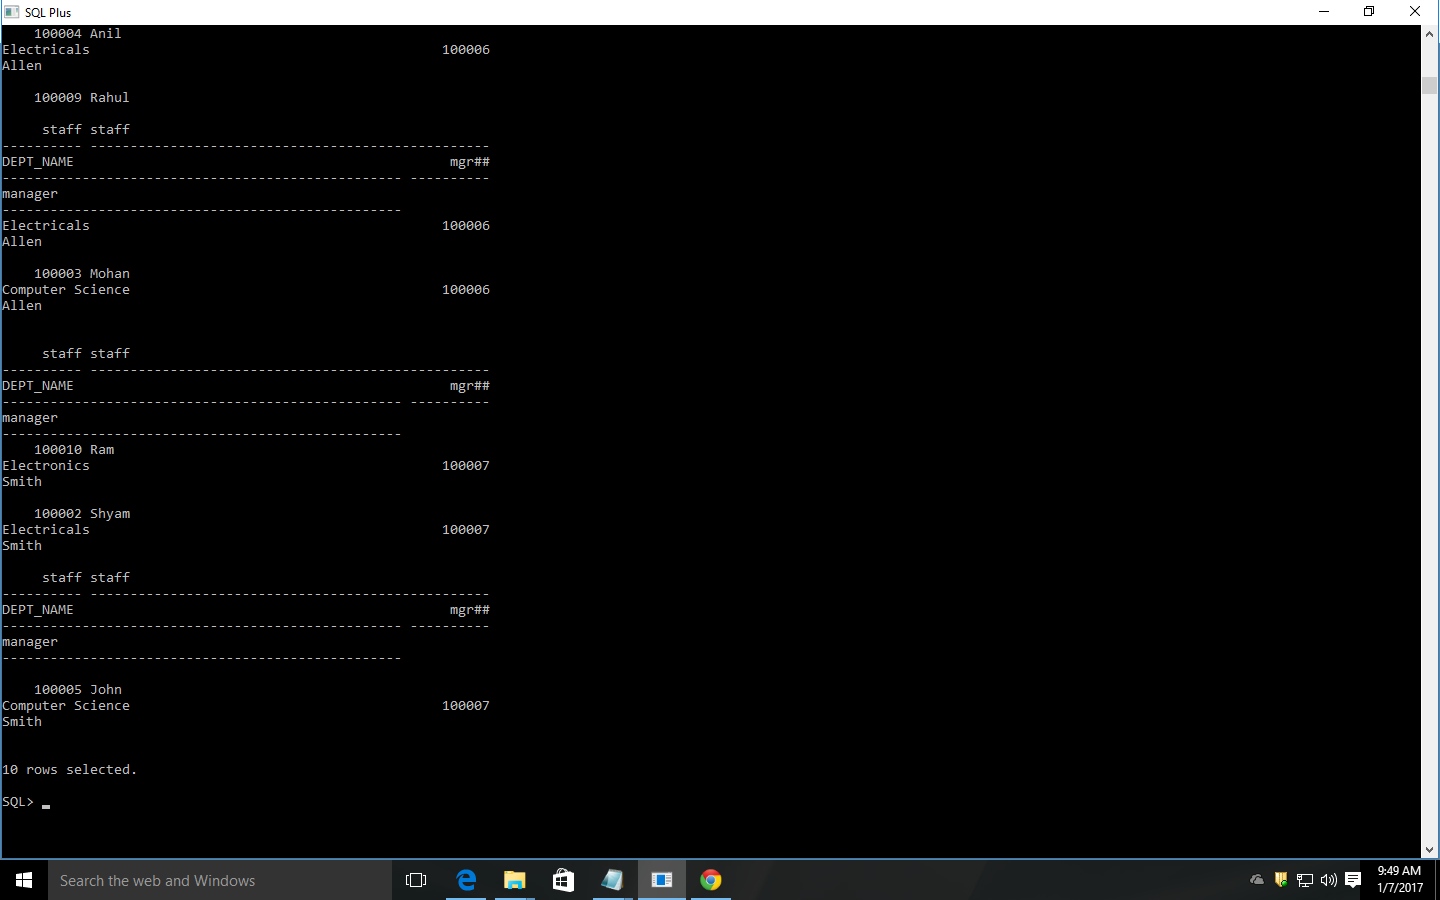 SQL Plus
    100004 Anil
Electricals                                            100006
Allen
    100009 Rahul
     staff staff
---------- --------------------------------------------------
DEPT_NAME                                               mgr##
-------------------------------------------------- ----------
manager
--------------------------------------------------
Electricals                                            100006
Allen
    100003 Mohan
Computer Science                                       100006
Allen
     staff staff
---------- --------------------------------------------------
DEPT_NAME                                               mgr##
-------------------------------------------------- ----------
manager
--------------------------------------------------
    100010 Ram
Electronics                                            100007
Smith
    100002 Shyam
Electricals                                            100007
Smith
     staff staff
---------- --------------------------------------------------
DEPT_NAME                                               mgr##
-------------------------------------------------- ----------
manager
--------------------------------------------------
    100005 John
Computer Science                                       100007
Smith
10 rows selected.
SQL> _
Search the web and Windows
9:49 AM
1/7/2017